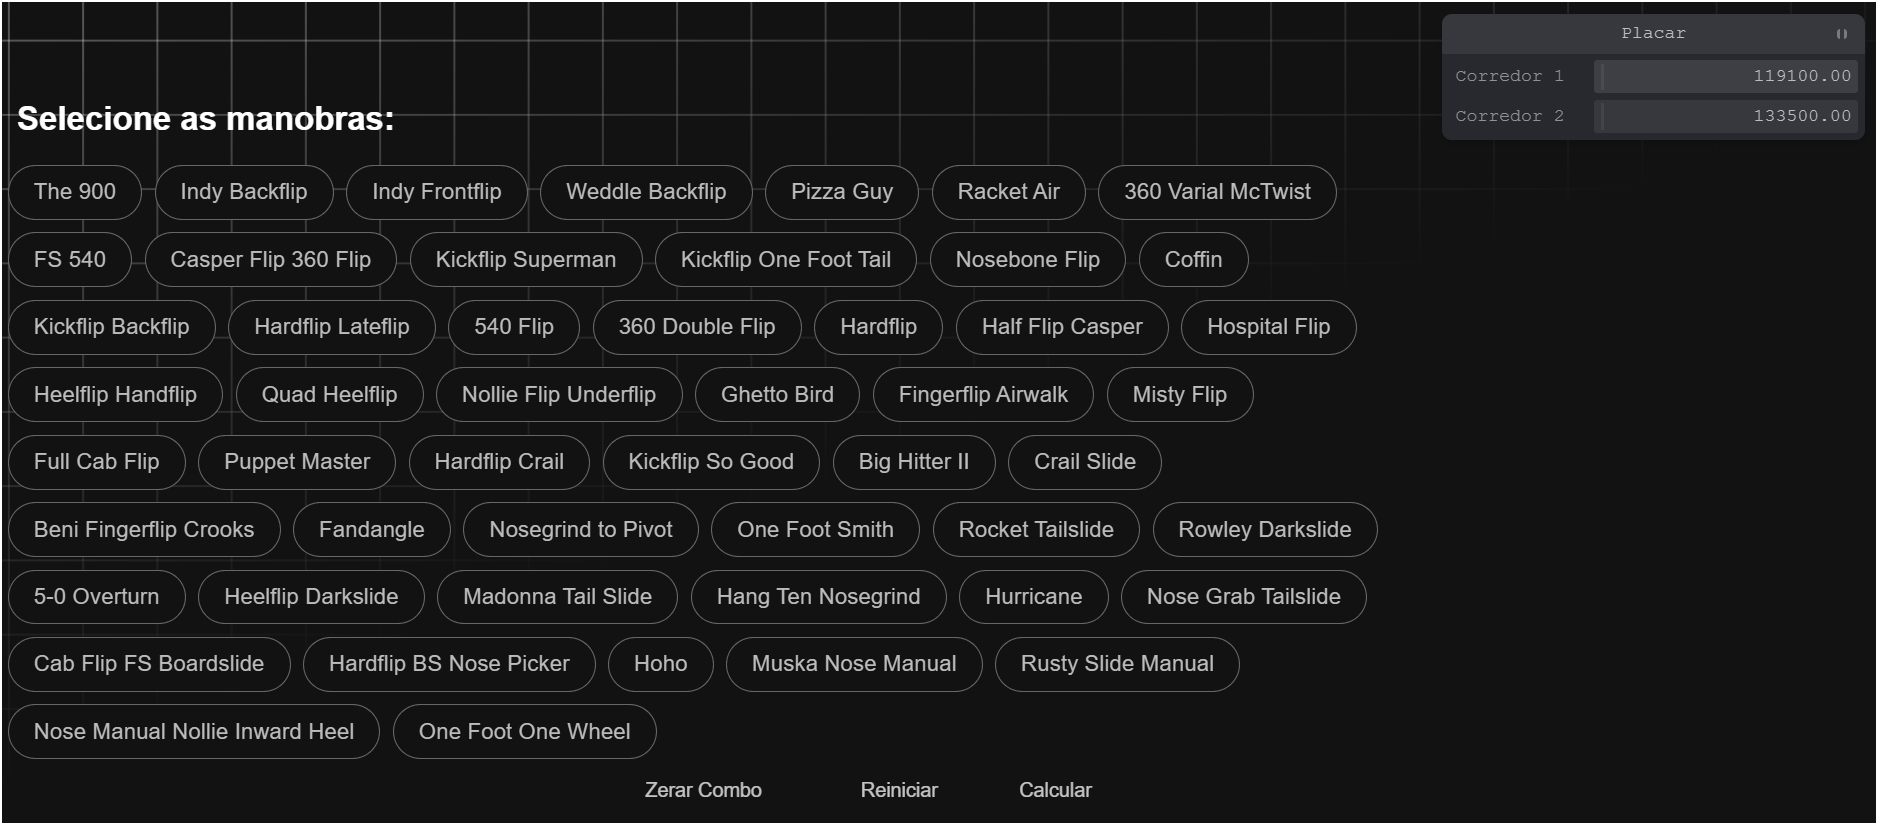 Placar
Corredor 1 119100.00
Corredor 2 133500.00
Selecione as manobras:
The 900 Indy Backflip Indy Frontflip Weddle Backflip Pizza Guy Racket Air 360 Varial McTwist
FS 540 Casper Flip 360 Flip Kickflip Superman Kickflip One Foot Tail Nosebone Flip Coffin
Kickflip Backflip Hardflip Lateflip 540 Flip 360 Double Flip Hardflip Half Flip Casper Hospital Flip
Heelflip Handflip Quad Heelflip Nollie Flip Underflip Ghetto Bird Fingerflip Airwalk Misty Flip
Full Cab Flip Puppet Master Hardflip Crail Kickflip So Good Big Hitter II Crail Slide
Beni Fingerflip Crooks Fandangle Nosegrind to Pivot One Foot Smith Rocket Tailslide Rowley Darkslide
5-0 Overturn Heelflip Darkslide Madonna Tail Slide Hang Ten Nosegrind Hurricane Nose Grab Tailslide
Cab Flip FS Boardslide Hardflip BS Nose Picker Hoho Muska Nose Manual Rusty Slide Manual
Nose Manual Nollie Inward Heel One Foot One Wheel
Zerar Combo Reiniciar Calcular